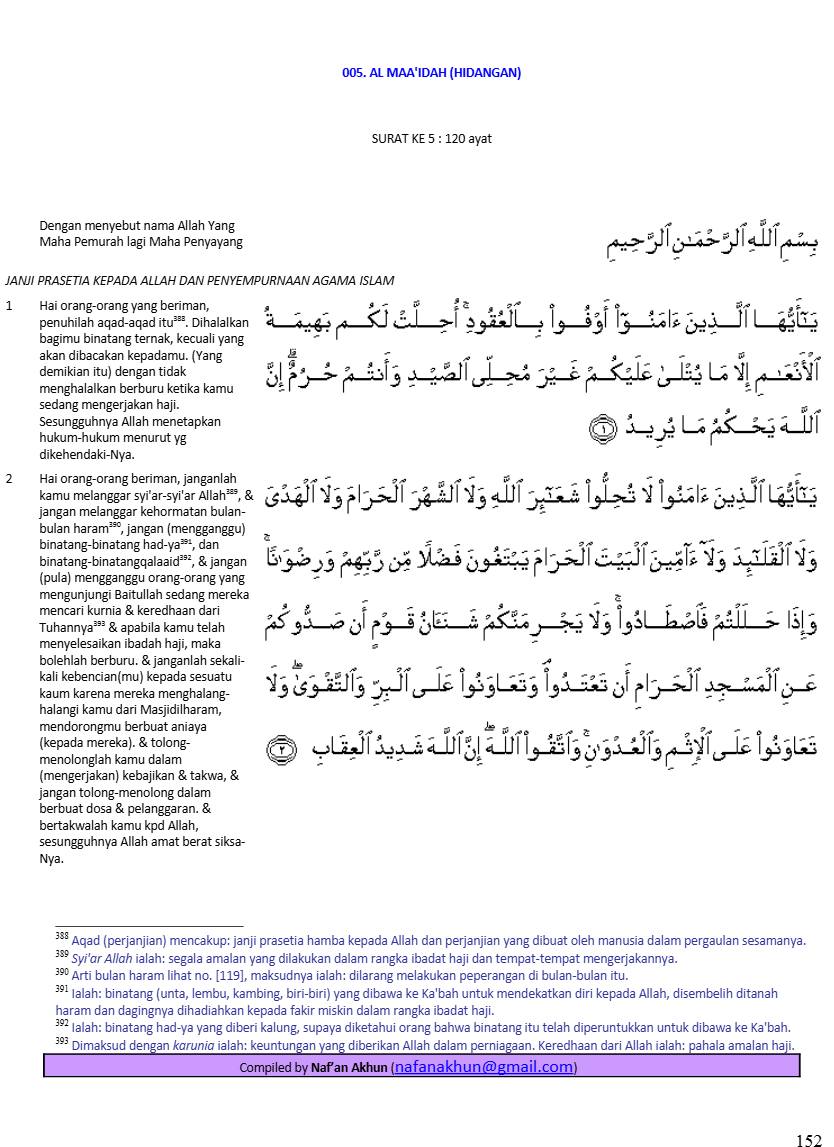 005. AL MAA'IDAH (HIDANGAN)
SURAT KE 5 : 120 ayat
Dengan menyebut nama Allah Yang
Maha Pemurah lagi Maha Penyayang
بِسْمِ ٱللَّهِ ٱلرَّحْمَـٰنِ ٱلرَّحِيمِ
JANJI PRASETIA KEPADA ALLAH DAN PENYEMPURNAAN AGAMA ISLAM
1 Hai orang-orang yang beriman,
penuhilah aqad-aqad itu³⁸⁸. Dihalalkan
bagimu binatang ternak, kecuali yang
akan dibacakan kepadamu. (Yang
demikian itu) dengan tidak
menghalalkan berburu ketika kamu
sedang mengerjakan haji.
Sesungguhnya Allah menetapkan
hukum-hukum menurut yg
dikehendaki-Nya.
يَـٰٓأَيُّهَا ٱلَّذِينَ ءَامَنُوٓا۟ أَوْفُوا۟ بِٱلْعُقُودِ ۚ أُحِلَّتْ لَكُم بَهِيمَةُ
ٱلْأَنْعَـٰمِ إِلَّا مَا يُتْلَىٰ عَلَيْكُمْ غَيْرَ مُحِلِّى ٱلصَّيْدِ وَأَنتُمْ حُرُمٌ ۗ إِنَّ
ٱللَّهَ يَحْكُمُ مَا يُرِيدُ ﴿١﴾
2 Hai orang-orang beriman, janganlah
kamu melanggar syi'ar-syi'ar Allah³⁸⁹, &
jangan melanggar kehormatan bulan-
bulan haram³⁹⁰, jangan (mengganggu)
binatang-binatang had-ya³⁹¹, dan
binatang-binatangqalaaid³⁹², & jangan
(pula) mengganggu orang-orang yang
mengunjungi Baitullah sedang mereka
mencari kurnia & keredhaan dari
Tuhannya³⁹³ & apabila kamu telah
menyelesaikan ibadah haji, maka
bolehlah berburu. & janganlah sekali-
kali kebencian(mu) kepada sesuatu
kaum karena mereka menghalang-
halangi kamu dari Masjidilharam,
mendorongmu berbuat aniaya
(kepada mereka). & tolong-
menolonglah kamu dalam
(mengerjakan) kebajikan & takwa, &
jangan tolong-menolong dalam
berbuat dosa & pelanggaran. &
bertakwalah kamu kpd Allah,
sesungguhnya Allah amat berat siksa-
Nya.
يَـٰٓأَيُّهَا ٱلَّذِينَ ءَامَنُوا۟ لَا تُحِلُّوا۟ شَعَـٰٓئِرَ ٱللَّهِ وَلَا ٱلشَّهْرَ ٱلْحَرَامَ وَلَا ٱلْهَدْىَ
وَلَا ٱلْقَلَـٰٓئِدَ وَلَآ ءَآمِّينَ ٱلْبَيْتَ ٱلْحَرَامَ يَبْتَغُونَ فَضْلًا مِّن رَّبِّهِمْ وَرِضْوَٰنًا ۚ
وَإِذَا حَلَلْتُمْ فَٱصْطَادُوا۟ ۚ وَلَا يَجْرِمَنَّكُمْ شَنَـَٔانُ قَوْمٍ أَن صَدُّوكُمْ
عَنِ ٱلْمَسْجِدِ ٱلْحَرَامِ أَن تَعْتَدُوا۟ ۘ وَتَعَاوَنُوا۟ عَلَى ٱلْبِرِّ وَٱلتَّقْوَىٰ ۖ وَلَا
تَعَاوَنُوا۟ عَلَى ٱلْإِثْمِ وَٱلْعُدْوَٰنِ ۚ وَٱتَّقُوا۟ ٱللَّهَ ۖ إِنَّ ٱللَّهَ شَدِيدُ ٱلْعِقَابِ ﴿٢﴾
³⁸⁸ Aqad (perjanjian) mencakup: janji prasetia hamba kepada Allah dan perjanjian yang dibuat oleh manusia dalam pergaulan sesamanya.
³⁸⁹ Syi'ar Allah ialah: segala amalan yang dilakukan dalam rangka ibadat haji dan tempat-tempat mengerjakannya.
³⁹⁰ Arti bulan haram lihat no. [119], maksudnya ialah: dilarang melakukan peperangan di bulan-bulan itu.
³⁹¹ Ialah: binatang (unta, lembu, kambing, biri-biri) yang dibawa ke Ka'bah untuk mendekatkan diri kepada Allah, disembelih ditanah
haram dan dagingnya dihadiahkan kepada fakir miskin dalam rangka ibadat haji.
³⁹² Ialah: binatang had-ya yang diberi kalung, supaya diketahui orang bahwa binatang itu telah diperuntukkan untuk dibawa ke Ka'bah.
³⁹³ Dimaksud dengan karunia ialah: keuntungan yang diberikan Allah dalam perniagaan. Keredhaan dari Allah ialah: pahala amalan haji.
Compiled by Naf’an Akhun (nafanakhun@gmail.com)
152